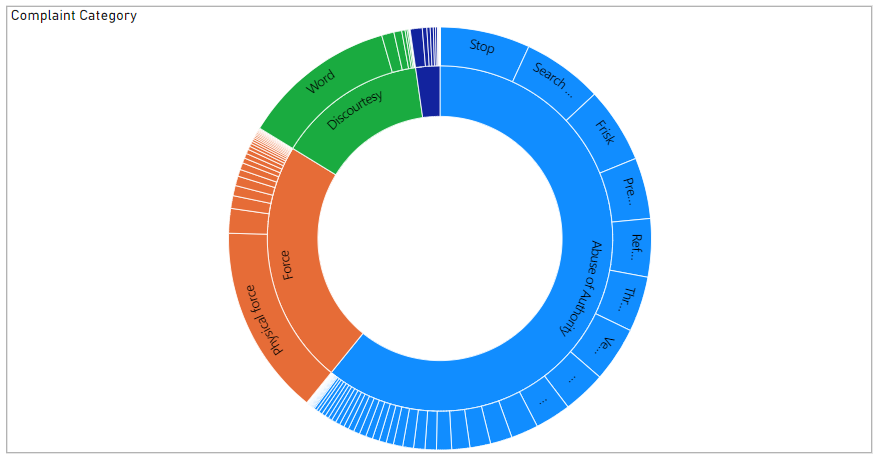 Complaint Category
Stop
Search ...
Frisk
Pre...
Ref...
Thr...
Ve...
...
...
Abuse of Authority
Physical force
Force
Word
Discourtesy